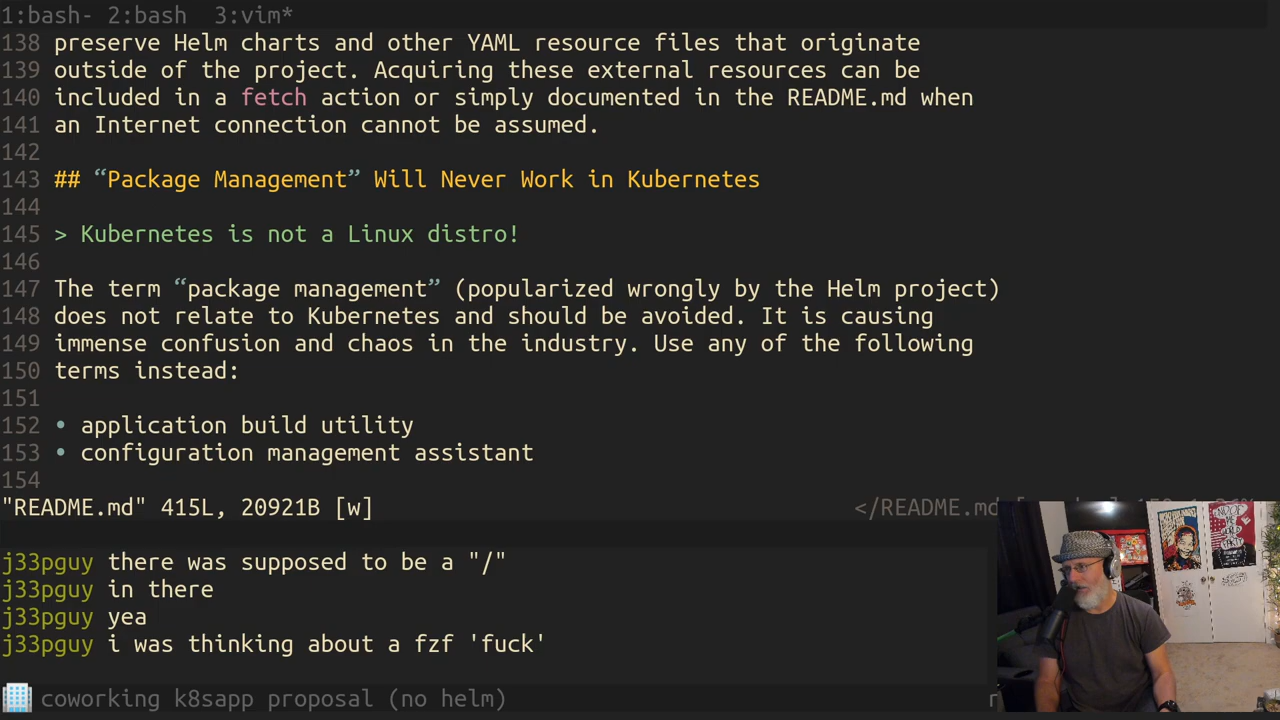 1:bash- 2:bash  3:vim*
138 preserve Helm charts and other YAML resource files that originate
139 outside of the project. Acquiring these external resources can be
140 included in a fetch action or simply documented in the README.md when
141 an Internet connection cannot be assumed.
142
143 ## “Package Management” Will Never Work in Kubernetes
144
145 > Kubernetes is not a Linux distro!
146
147 The term “package management” (popularized wrongly by the Helm project)
148 does not relate to Kubernetes and should be avoided. It is causing
149 immense confusion and chaos in the industry. Use any of the following
150 terms instead:
151
152 • application build utility
153 • configuration management assistant
154
"README.md" 415L, 20921B [w] </README.md
j33pguy there was supposed to be a "/"
j33pguy in there
j33pguy yea
j33pguy i was thinking about a fzf 'fuck'
🏢 coworking k8sapp proposal (no helm)